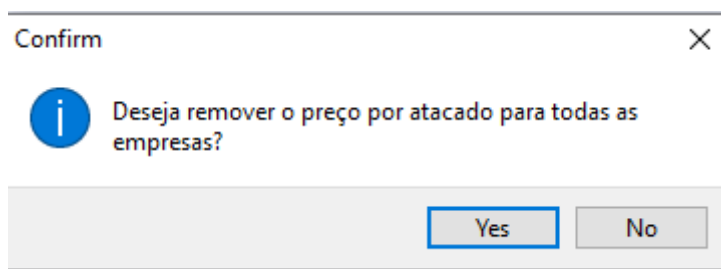 Confirm
Deseja remover o preço por atacado para todas as
empresas?
Yes
No